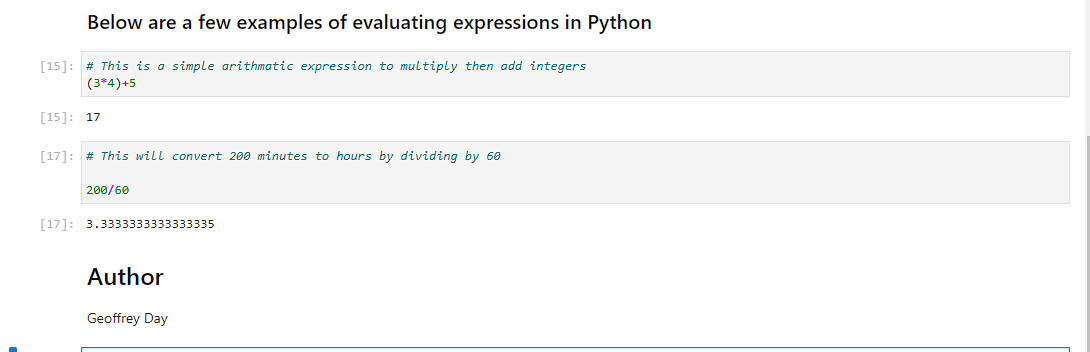 Below are a few examples of evaluating expressions in Python
[15]: # This is a simple arithmatic expression to multiply then add integers
(3*4)+5
[15]: 17
[17]: # This will convert 200 minutes to hours by dividing by 60
200/60
[17]: 3.3333333333333335
Author
Geoffrey Day